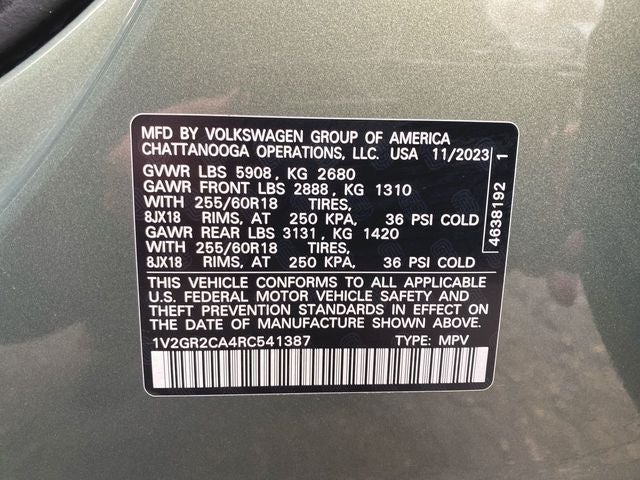 MFD BY VOLKSWAGEN GROUP OF AMERICA
CHATTANOOGA OPERATIONS, LLC. USA 11/2023
GVWR LBS 5908, KG 2680
GAWR FRONT LBS 2888, KG 1310
WITH 255/60R18 TIRES,
8JX18 RIMS, AT 250 KPA, 36 PSI COLD
GAWR REAR LBS 3131, KG 1420
WITH 255/60R18 TIRES,
8JX18 RIMS, AT 250 KPA, 36 PSI COLD
THIS VEHICLE CONFORMS TO ALL APPLICABLE
U.S. FEDERAL MOTOR VEHICLE SAFETY AND
THEFT PREVENTION STANDARDS IN EFFECT ON
THE DATE OF MANUFACTURE SHOWN ABOVE.
1V2GR2CA4RC541387 TYPE: MPV
4638192 1